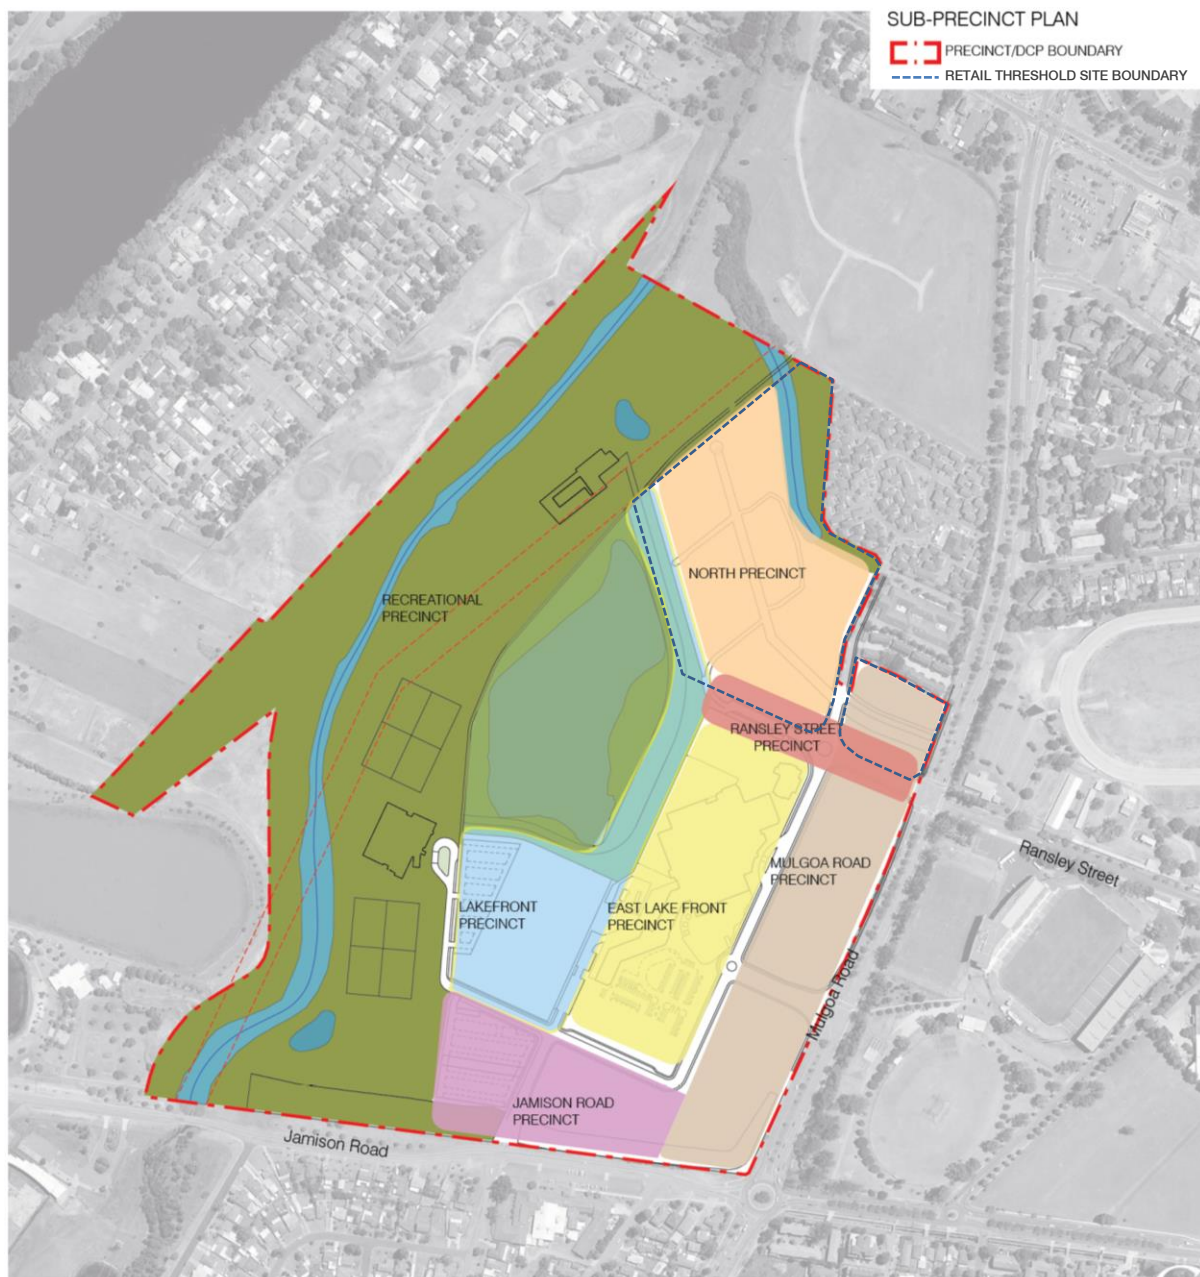 SUB-PRECINCT PLAN
PRECINCT/DCP BOUNDARY
RETAIL THRESHOLD SITE BOUNDARY
NORTH PRECINCT
RECREATIONAL
PRECINCT
RANSLEY STREET
PRECINCT
MULGOA ROAD
PRECINCT
Ransley Street
LAKEFRONT
PRECINCT
EAST LAKE FRONT
PRECINCT
Mulgoa Road
JAMISON ROAD
PRECINCT
Jamison Road